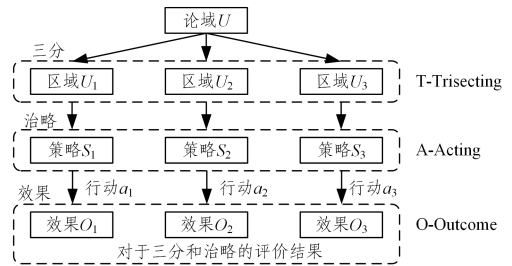 论域U
三分
区域U₁ 区域U₂ 区域U₃ T-Trisecting
治略
策略S₁ 策略S₂ 策略S₃ A-Acting
行动a₁ 行动a₂ 行动a₃
效果
效果O₁ 效果O₂ 效果O₃ O-Outcome
对于三分和治略的评价结果